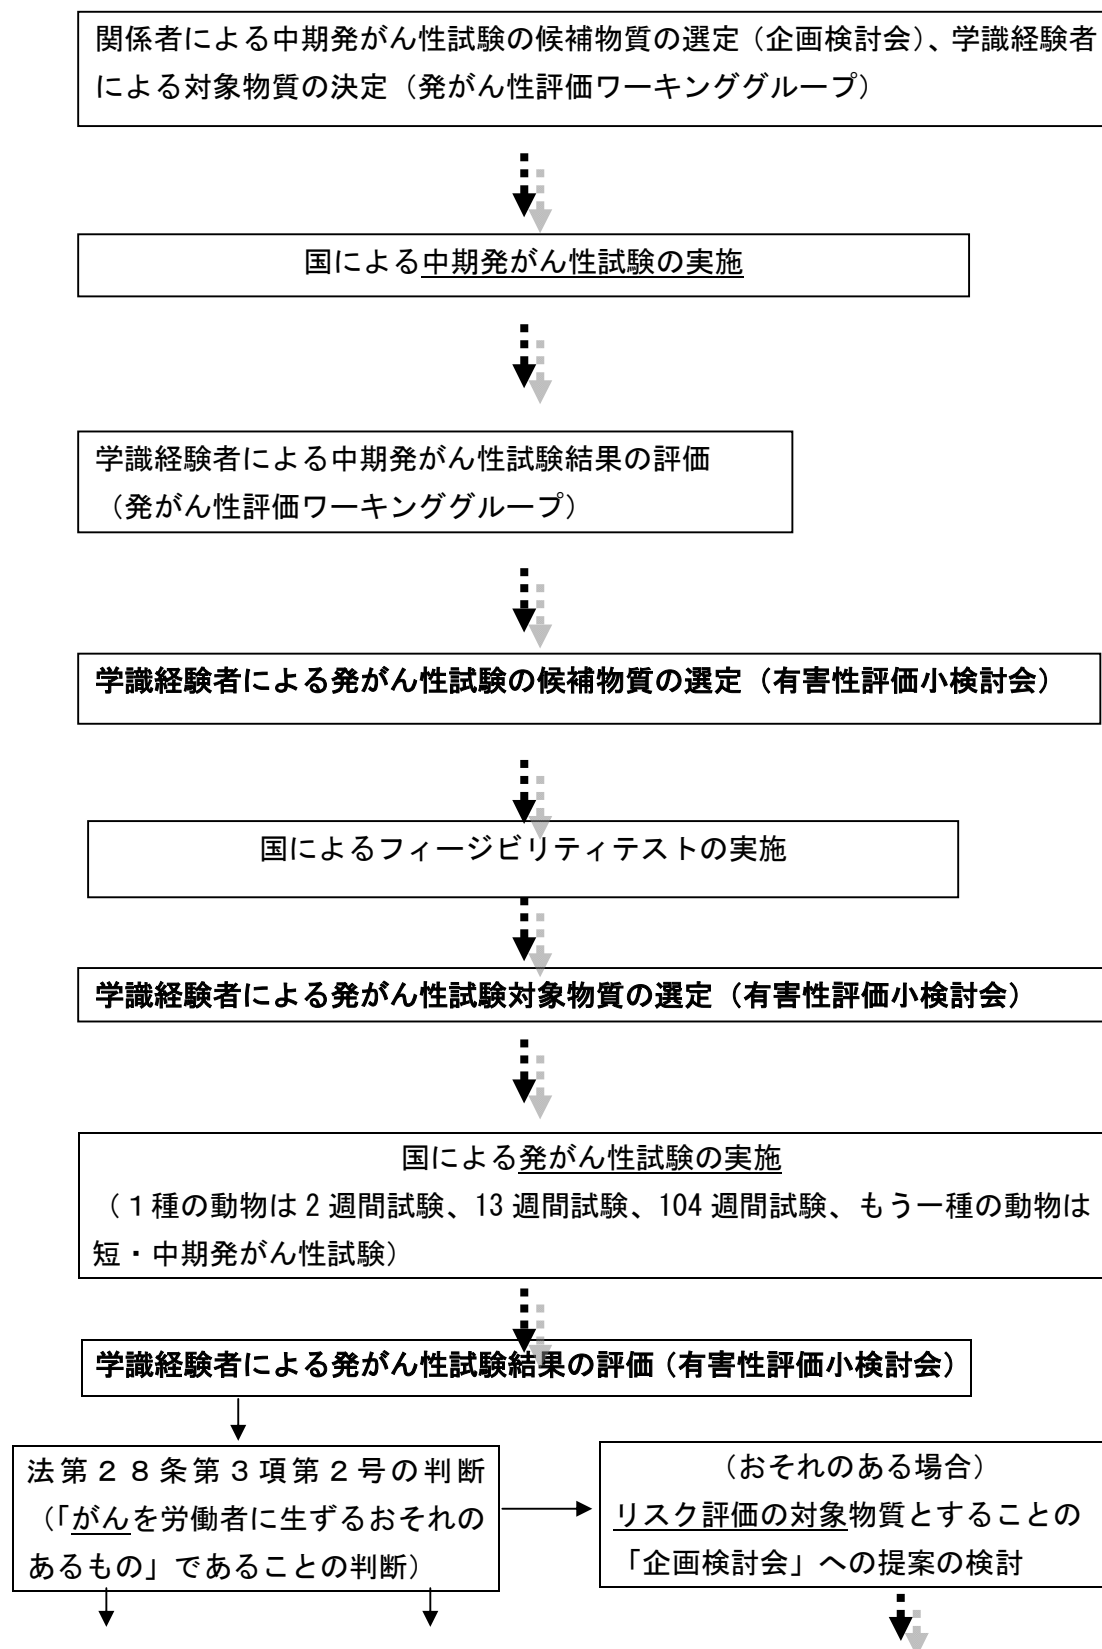 関係者による中期発がん性試験の候補物質の選定(企画検討会)、学識経験者
による対象物質の決定(発がん性評価ワーキンググループ)
国による中期発がん性試験の実施
学識経験者による中期発がん性試験結果の評価
(発がん性評価ワーキンググループ)
学識経験者による発がん性試験の候補物質の選定(有害性評価小検討会)
国によるフィージビリティテストの実施
学識経験者による発がん性試験対象物質の選定(有害性評価小検討会)
国による発がん性試験の実施
(1種の動物は2週間試験、13週間試験、104週間試験、もう一種の動物は
短・中期発がん性試験)
学識経験者による発がん性試験結果の評価(有害性評価小検討会)
法第28条第3項第2号の判断
(「がんを労働者に生ずるおそれの
あるもの」であることの判断)
(おそれのある場合)
リスク評価の対象物質とすることの
「企画検討会」への提案の検討